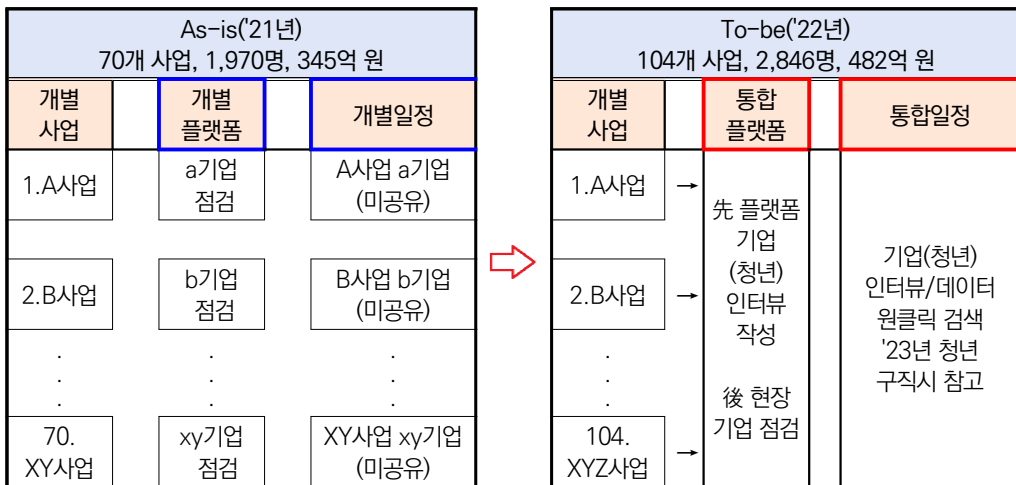 As-is('21년)
70개 사업, 1,970명, 345억 원
개별
사업
개별
플랫폼
개별일정
1.A사업
a기업
점검
A사업 a기업
(미공유)
2.B사업
b기업
점검
B사업 b기업
(미공유)
.
.
.
.
.
.
.
.
.
70.
XY사업
xy기업
점검
XY사업 xy기업
(미공유)
To-be('22년)
104개 사업, 2,846명, 482억 원
개별
사업
통합
플랫폼
통합일정
1.A사업
→
2.B사업
→
.
.
.
104.
XYZ사업
→
先 플랫폼
기업
(청년)
인터뷰
작성
後 현장
기업 점검
기업(청년)
인터뷰/데이터
원클릭 검색
'23년 청년
구직시 참고